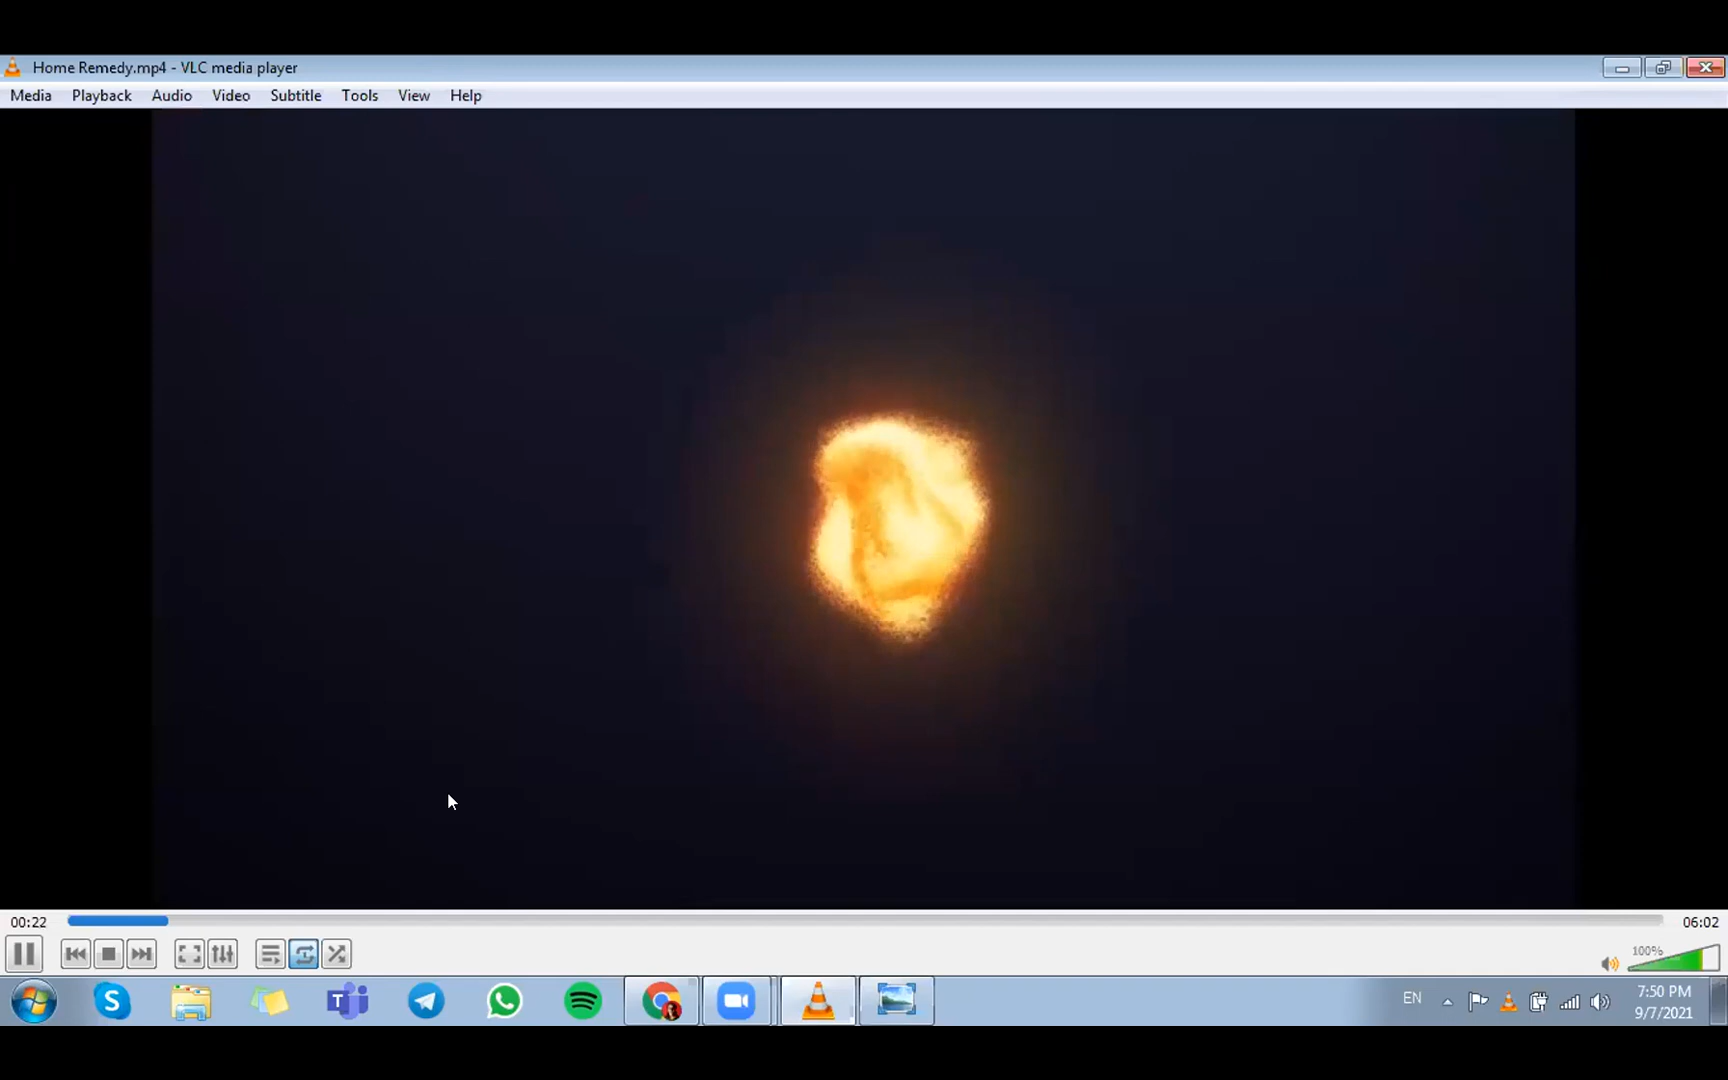 Home Remedy.mp4 - VLC media player
Media Playback Audio Video Subtitle Tools View Help
00:22 06:02
100%
EN 7:50 PM
9/7/2021